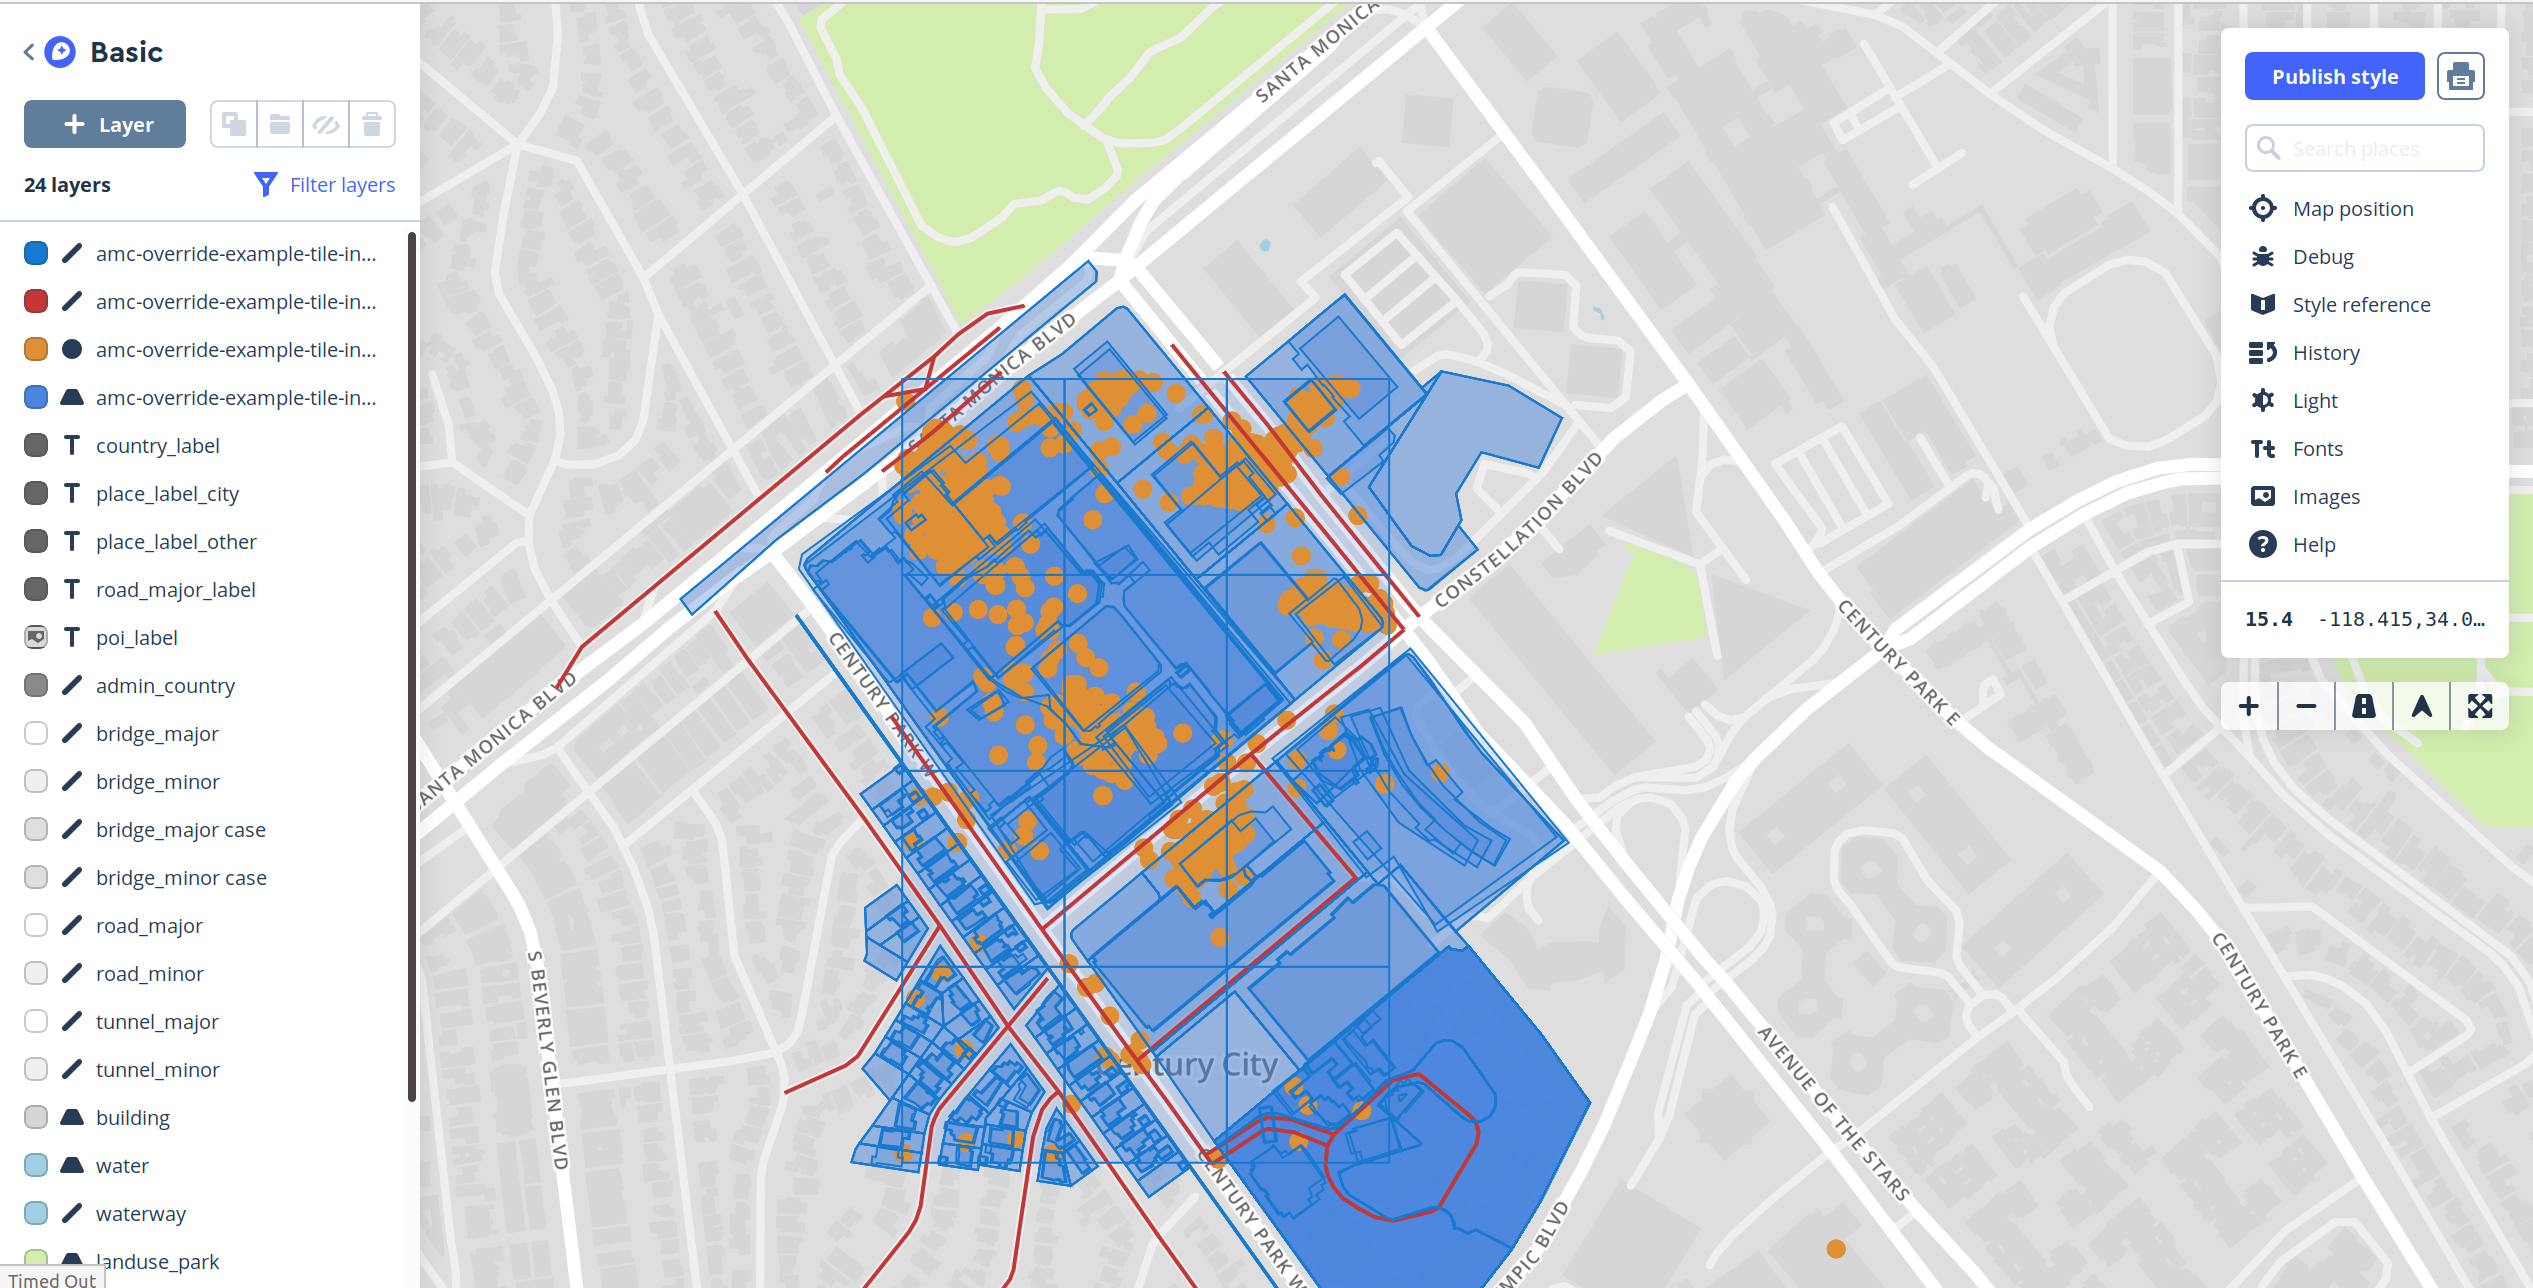 Basic
+ Layer
24 layers
Filter layers
amc-override-example-tile-in...
amc-override-example-tile-in...
amc-override-example-tile-in...
amc-override-example-tile-in...
country_label
place_label_city
place_label_other
road_major_label
poi_label
admin_country
bridge_major
bridge_minor
bridge_major case
bridge_minor case
road_major
road_minor
tunnel_major
tunnel_minor
building
water
waterway
landuse_park
Timed Out
SANTA MONICA
SANTA MONICA BLVD
CONSTELLATION BLVD
CENTURY PARK W
ANTA MONICA BLVD
S BEVERLY GLEN BLVD
Century City
CENTURY PARK W
CENTURY PARK E
CENTURY PARK E
AVENUE OF THE STARS
MPIC BLVD
Publish style
Search places
Map position
Debug
Style reference
History
Light
Tt Fonts
Images
? Help
15.4 -118.415,34.0...